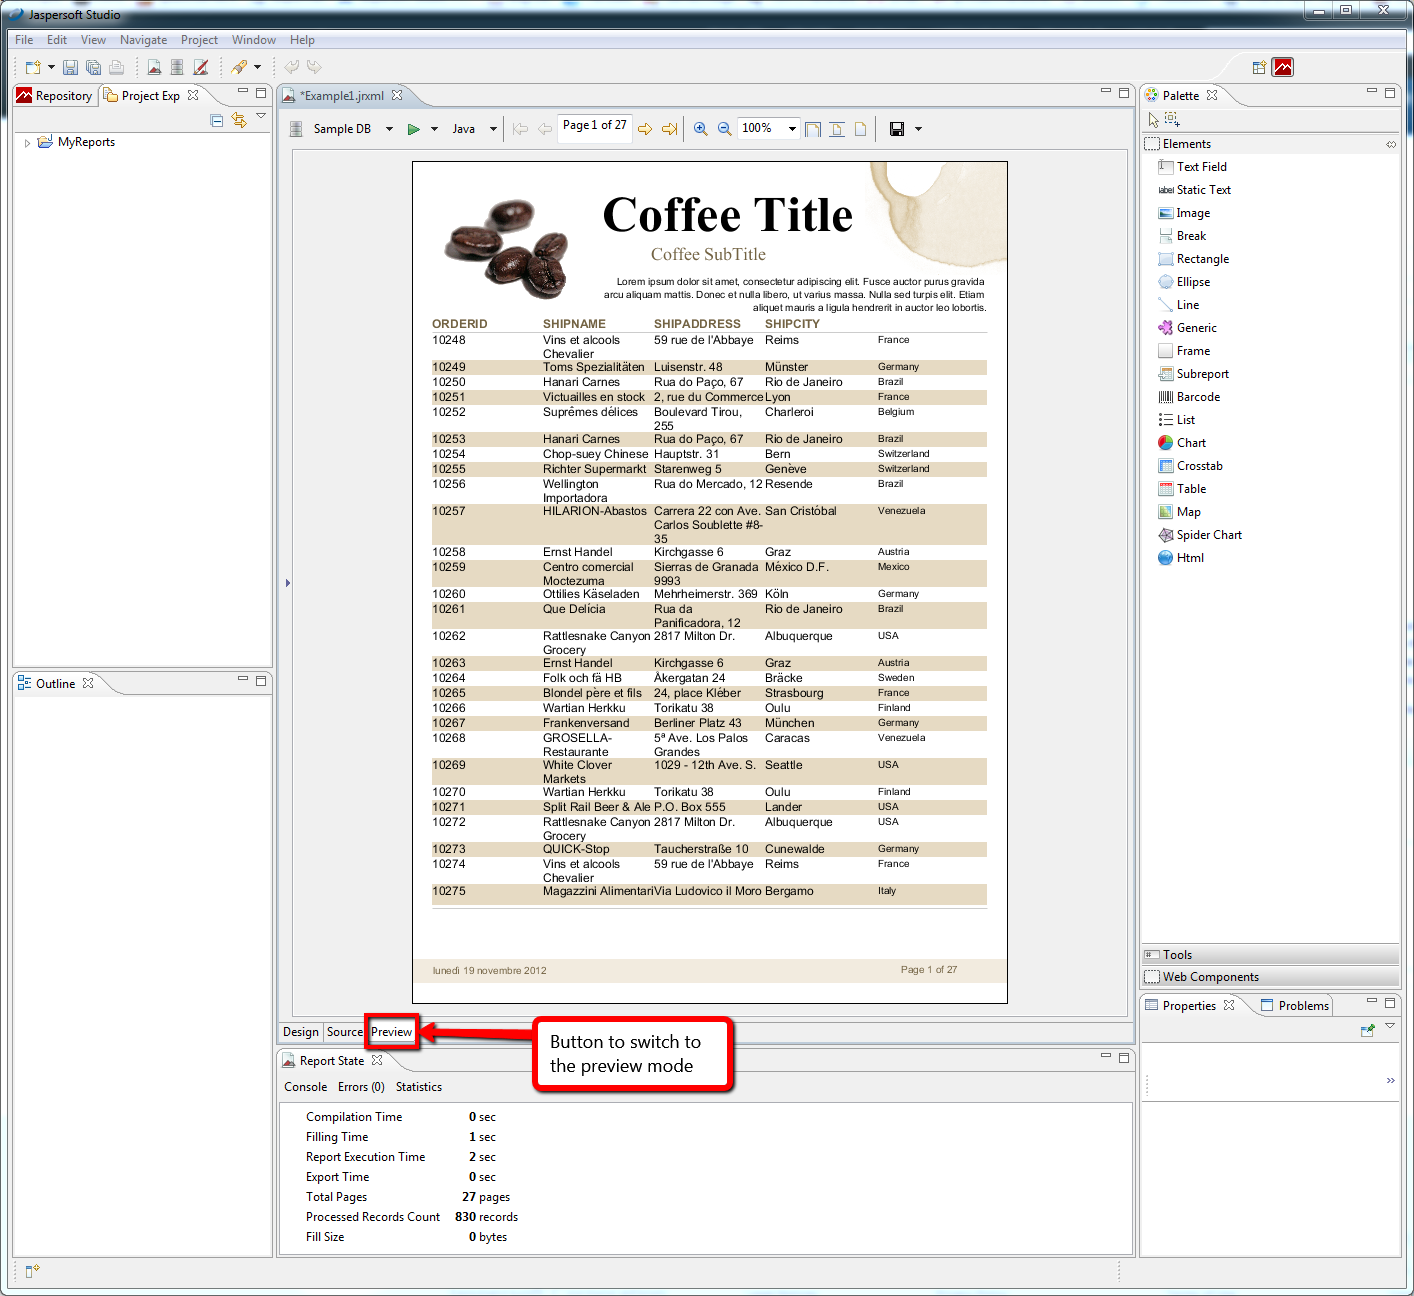 Jaspersoft Studio
File Edit View Navigate Project Window Help
Repository Project Exp
MyReports
Outline
*Example1.jrxml
Sample DB Java Page 1 of 27 100%
Coffee Title
Coffee SubTitle
Lorem ipsum dolor sit amet, consectetur adipiscing elit. Fusce auctor purus gravida
arcu aliquam mattis. Donec et nulla libero, ut varius massa. Nulla sed turpis elit. Etiam
aliquet mauris a ligula hendrerit in auctor leo lobortis.
ORDERID SHIPNAME SHIPADDRESS SHIPCITY
10248 Vins et alcools 59 rue de l'Abbaye Reims France
Chevalier
10249 Toms Spezialitäten Luisenstr. 48 Münster Germany
10250 Hanari Carnes Rua do Paço, 67 Rio de Janeiro Brazil
10251 Victuailles en stock 2, rue du Commerce Lyon France
10252 Suprêmes délices Boulevard Tirou, Charleroi Belgium
255
10253 Hanari Carnes Rua do Paço, 67 Rio de Janeiro Brazil
10254 Chop-suey Chinese Hauptstr. 31 Bern Switzerland
10255 Richter Supermarkt Starenweg 5 Genève Switzerland
10256 Wellington Rua do Mercado, 12 Resende Brazil
Importadora
10257 HILARION-Abastos Carrera 22 con Ave. San Cristóbal Venezuela
Carlos Soublette #8-
35
10258 Ernst Handel Kirchgasse 6 Graz Austria
10259 Centro comercial Sierras de Granada México D.F. Mexico
Moctezuma 9993
10260 Ottilies Käseladen Mehrheimerstr. 369 Köln Germany
10261 Que Delícia Rua da Rio de Janeiro Brazil
Panificadora, 12
10262 Rattlesnake Canyon 2817 Milton Dr. Albuquerque USA
Grocery
10263 Ernst Handel Kirchgasse 6 Graz Austria
10264 Folk och fä HB Åkergatan 24 Bräcke Sweden
10265 Blondel père et fils 24, place Kléber Strasbourg France
10266 Wartian Herkku Torikatu 38 Oulu Finland
10267 Frankenversand Berliner Platz 43 München Germany
10268 GROSELLA- 5ª Ave. Los Palos Caracas Venezuela
Restaurante Grandes
10269 White Clover 1029 - 12th Ave. S. Seattle USA
Markets
10270 Wartian Herkku Torikatu 38 Oulu Finland
10271 Split Rail Beer & Ale P.O. Box 555 Lander USA
10272 Rattlesnake Canyon 2817 Milton Dr. Albuquerque USA
Grocery
10273 QUICK-Stop Taucherstraße 10 Cunewalde Germany
10274 Vins et alcools 59 rue de l'Abbaye Reims France
Chevalier
10275 Magazzini Alimentari Via Ludovico il Moro Bergamo Italy
lunedì 19 novembre 2012 Page 1 of 27
Design Source Preview
Button to switch to
the preview mode
Report State
Console Errors (0) Statistics
Compilation Time 0 sec
Filling Time 1 sec
Report Execution Time 2 sec
Export Time 0 sec
Total Pages 27 pages
Processed Records Count 830 records
Fill Size 0 bytes
Palette
Elements
Text Field
label Static Text
Image
Break
Rectangle
Ellipse
Line
Generic
Frame
Subreport
Barcode
List
Chart
Crosstab
Table
Map
Spider Chart
Html
Tools
Web Components
Properties Problems